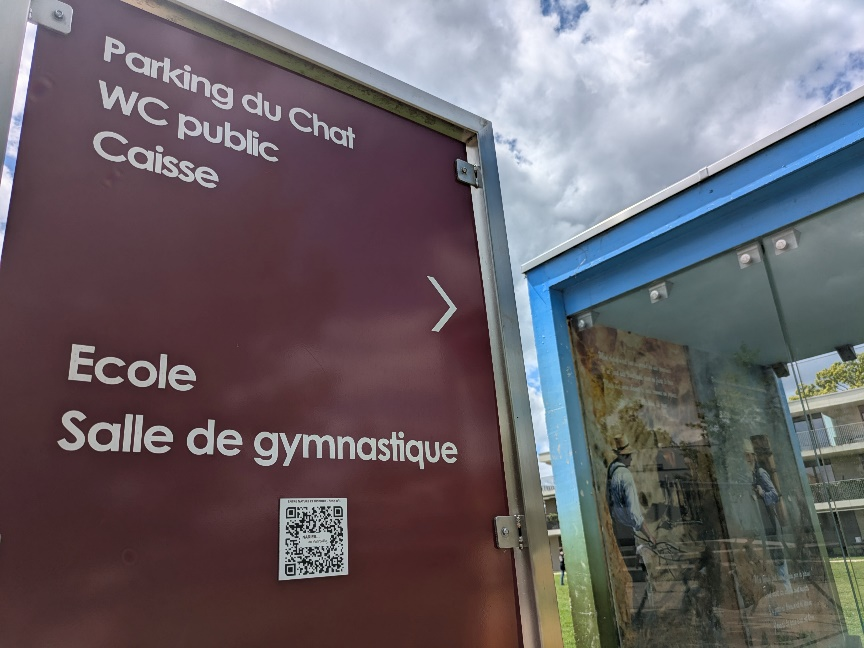 Parking du Chat
WC public
Caisse
Ecole
Salle de gymnastique